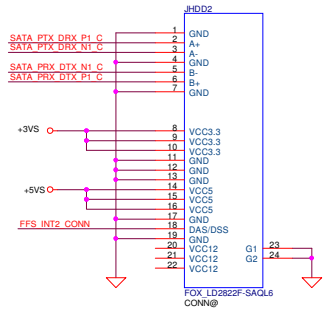 JHDD2
1 GND
SATA_PTX_DRX_P1_C 2 A+
SATA_PTX_DRX_N1_C 3 A-
4 GND
SATA_PRX_DTX_N1_C 5 B-
SATA_PRX_DTX_P1_C 6 B+
7 GND
+3VS 8 VCC3.3
9 VCC3.3
10 VCC3.3
11 GND
12 GND
13 GND
+5VS 14 VCC5
15 VCC5
16 VCC5
17 GND
FFS_INT2_CONN 18 DAS/DSS
19 GND
20 VCC12 G1 23
21 VCC12 G2 24
22 VCC12
FOX_LD2822F-SAQL6
CONN@